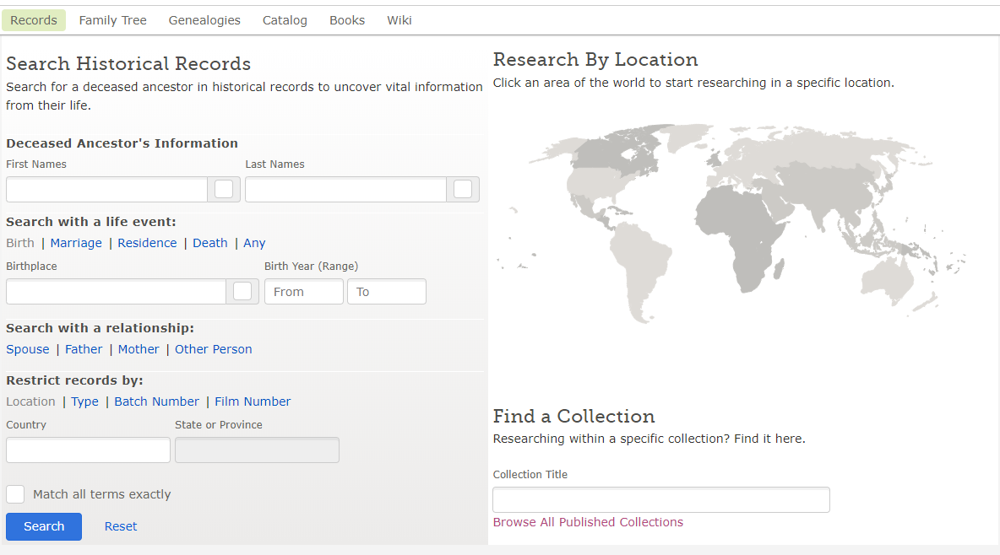 Records Family Tree Genealogies Catalog Books Wiki
Search Historical Records
Search for a deceased ancestor in historical records to uncover vital information
from their life.
Deceased Ancestor's Information
First Names Last Names
Search with a life event:
Birth | Marriage | Residence | Death | Any
Birthplace Birth Year (Range)
From To
Search with a relationship:
Spouse | Father | Mother | Other Person
Restrict records by:
Location | Type | Batch Number | Film Number
Country State or Province
Match all terms exactly
Search Reset
Research By Location
Click an area of the world to start researching in a specific location.
Find a Collection
Researching within a specific collection? Find it here.
Collection Title
Browse All Published Collections